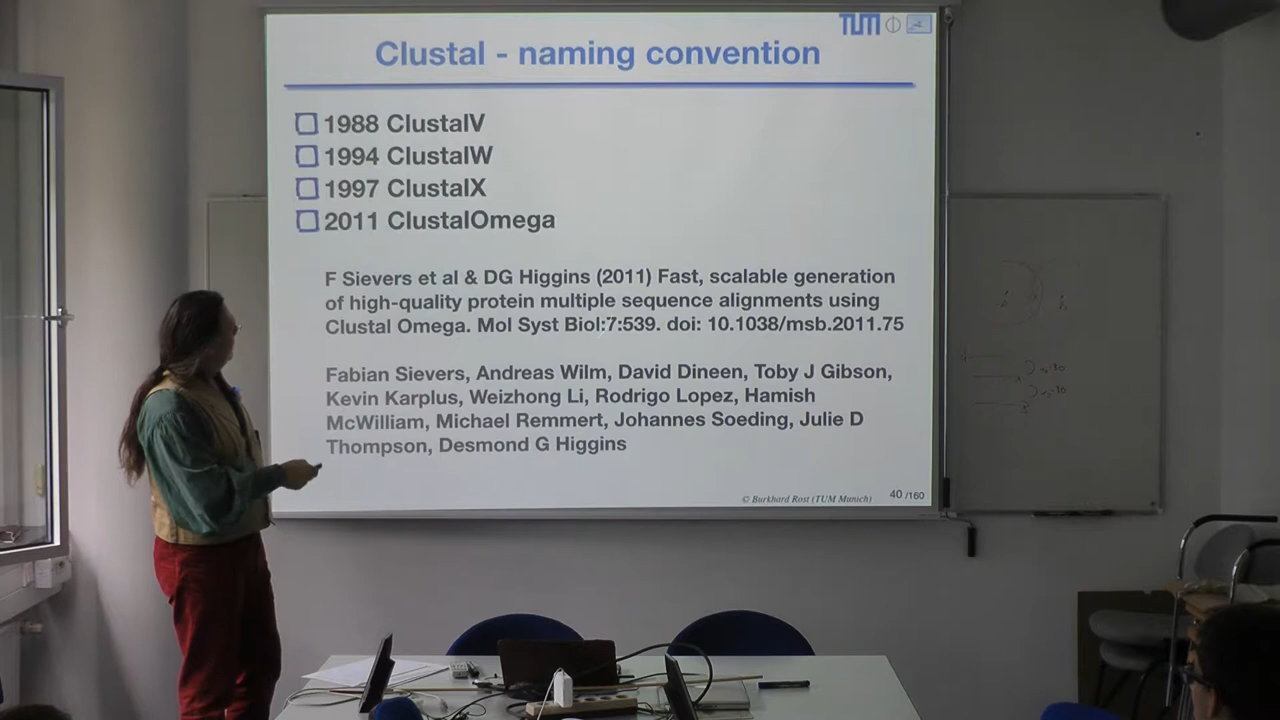 TUM
Clustal - naming convention
1988 ClustalV
1994 ClustalW
1997 ClustalX
2011 ClustalOmega
F Sievers et al & DG Higgins (2011) Fast, scalable generation
of high-quality protein multiple sequence alignments using
Clustal Omega. Mol Syst Biol:7:539. doi: 10.1038/msb.2011.75
Fabian Sievers, Andreas Wilm, David Dineen, Toby J Gibson,
Kevin Karplus, Weizhong Li, Rodrigo Lopez, Hamish
McWilliam, Michael Remmert, Johannes Soeding, Julie D
Thompson, Desmond G Higgins
© Burkhard Rost (TUM Munich)
40 /160